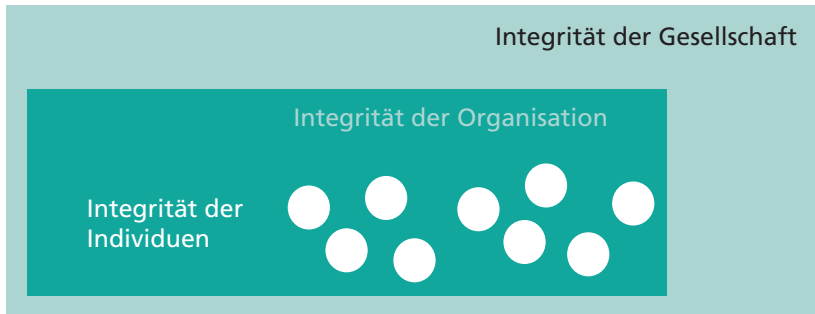 Integrität der Gesellschaft
Integrität der Organisation
Integrität der
Individuen